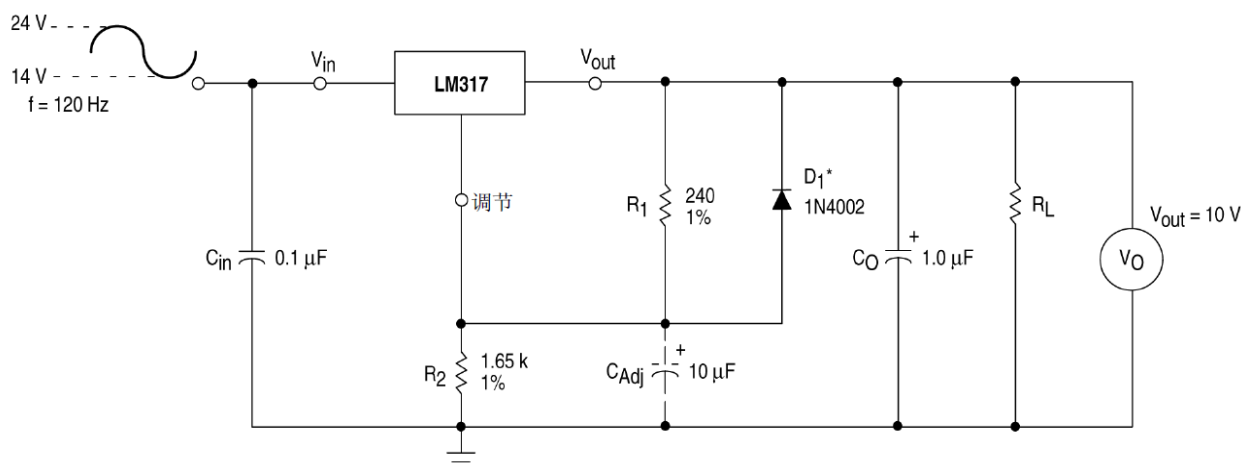 24 V
14 V
f = 120 Hz
Vin
LM317
Vout
调节
R1
240
1%
D1*
1N4002
RL
Vout = 10 V
Cin
0.1 μF
CO
+
1.0 μF
VO
R2
1.65 k
1%
CAdj
+
10 μF